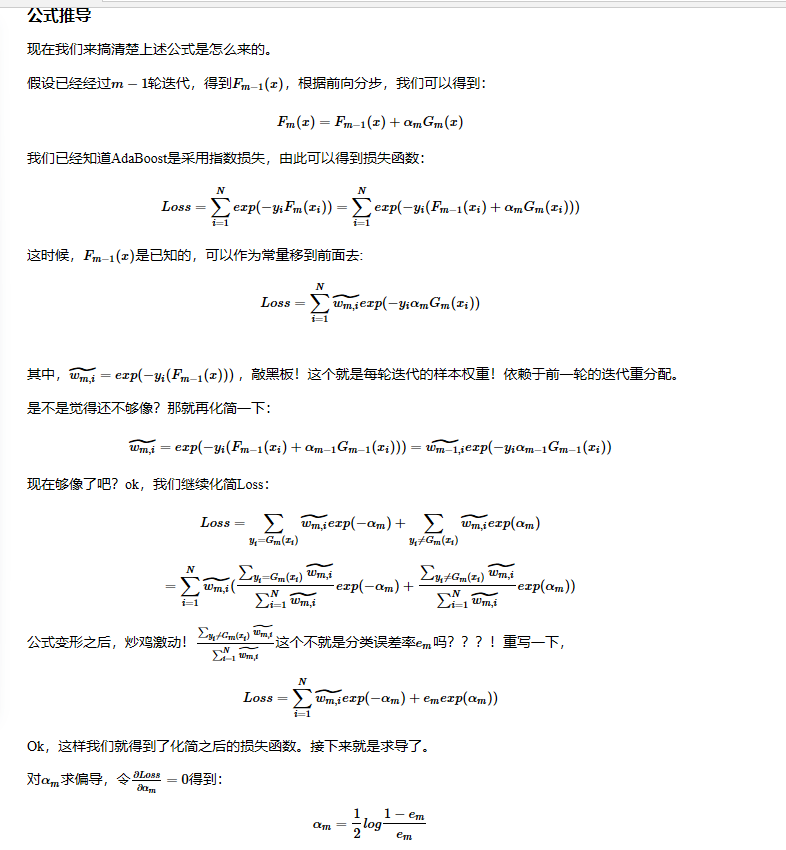 公式推导
现在我们来搞清楚上述公式是怎么来的。
假设已经经过$m-1$轮迭代，得到$F_{m-1}(x)$，根据前向分步，我们可以得到：
$F_m(x) = F_{m-1}(x) + \alpha_m G_m(x)$
我们已经知道AdaBoost是采用指数损失，由此可以得到损失函数：
$Loss = \sum_{i=1}^{N} exp(-y_i F_m(x_i)) = \sum_{i=1}^{N} exp(-y_i(F_{m-1}(x_i) + \alpha_m G_m(x_i)))$
这时候，$F_{m-1}(x)$是已知的，可以作为常量移到前面去:
$Loss = \sum_{i=1}^{N} \widetilde{w_{m,i}} exp(-y_i \alpha_m G_m(x_i))$
其中，$\widetilde{w_{m,i}} = exp(-y_i(F_{m-1}(x)))$ ，敲黑板！这个就是每轮迭代的样本权重！依赖于前一轮的迭代重分配。
是不是觉得还不够像？那就再化简一下：
$\widetilde{w_{m,i}} = exp(-y_i(F_{m-1}(x_i) + \alpha_{m-1} G_{m-1}(x_i))) = \widetilde{w_{m-1,i}} exp(-y_i \alpha_{m-1} G_{m-1}(x_i))$
现在够像了吧？ok，我们继续化简Loss：
$Loss = \sum_{y_i=G_m(x_i)} \widetilde{w_{m,i}} exp(-\alpha_m) + \sum_{y_i \neq G_m(x_i)} \widetilde{w_{m,i}} exp(\alpha_m)$
$= \sum_{i=1}^{N} \widetilde{w_{m,i}} (\frac{\sum_{y_i=G_m(x_i)} \widetilde{w_{m,i}}}{\sum_{i=1}^{N} \widetilde{w_{m,i}}} exp(-\alpha_m) + \frac{\sum_{y_i \neq G_m(x_i)} \widetilde{w_{m,i}}}{\sum_{i=1}^{N} \widetilde{w_{m,i}}} exp(\alpha_m))$
公式变形之后，炒鸡激动！$\frac{\sum_{y_i \neq G_m(x_i)} \widetilde{w_{m,i}}}{\sum_{i=1}^{N} \widetilde{w_{m,i}}}$这个不就是分类误差率$e_m$吗？？？！重写一下，
$Loss = \sum_{i=1}^{N} \widetilde{w_{m,i}} exp(-\alpha_m) + e_m exp(\alpha_m))$
Ok，这样我们就得到了化简之后的损失函数。接下来就是求导了。
对$\alpha_m$求偏导，令$\frac{\partial Loss}{\partial \alpha_m} = 0$得到：
$\alpha_m = \frac{1}{2} log \frac{1-e_m}{e_m}$